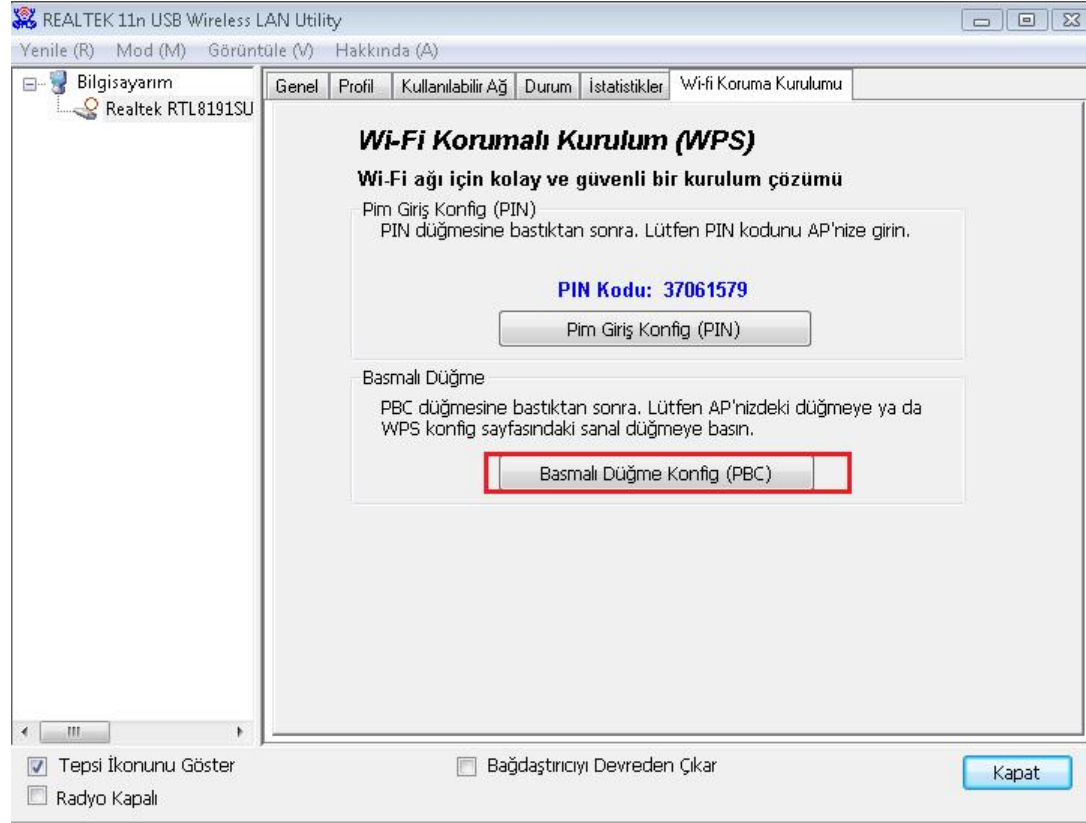 REALTEK 11n USB Wireless LAN Utility
Yenile (R) Mod (M) Görüntüle (V) Hakkında (A)
Bilgisayarım
Realtek RTL8191SU
Genel Profil Kullanılabilir Ağ Durum İstatistikler Wi-fi Koruma Kurulumu
Wi-Fi Korumalı Kurulum (WPS)
Wi-Fi ağı için kolay ve güvenli bir kurulum çözümü
Pim Giriş Konfig (PIN)
PIN düğmesine bastıktan sonra. Lütfen PIN kodunu AP'nize girin.
PIN Kodu: 37061579
Pim Giriş Konfig (PIN)
Basmalı Düğme
PBC düğmesine bastıktan sonra. Lütfen AP'nizdeki düğmeye ya da
WPS konfig sayfasındaki sanal düğmeye basın.
Basmalı Düğme Konfig (PBC)
Tepsi İkonunu Göster
Bağdaştırıcıyı Devreden Çıkar
Kapat
Radyo Kapalı